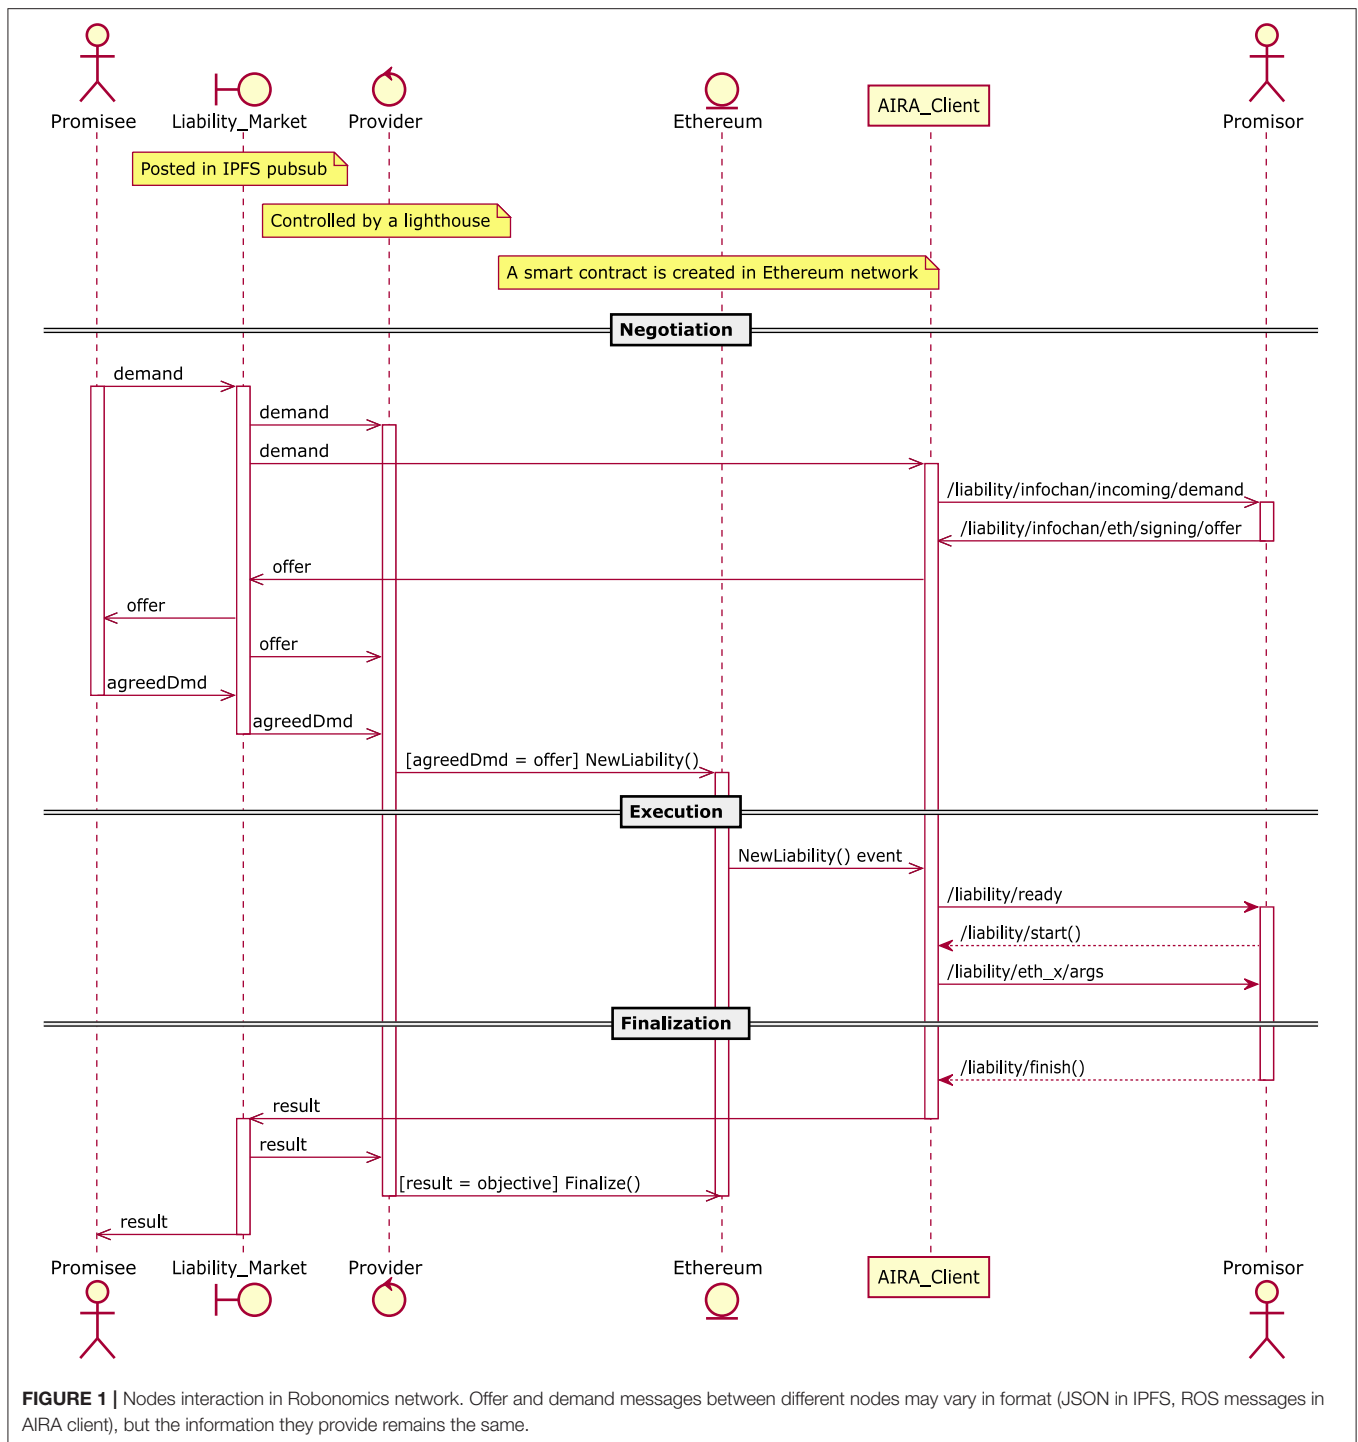 Promisee
Liability_Market
Provider
Ethereum
AIRA_Client
Promisor
Posted in IPFS pubsub
Controlled by a lighthouse
A smart contract is created in Ethereum network
Negotiation
demand
demand
demand
/liability/infochan/incoming/demand
/liability/infochan/eth/signing/offer
offer
offer
offer
agreedDmd
agreedDmd
[agreedDmd = offer] NewLiability()
Execution
NewLiability() event
/liability/ready
/liability/start()
/liability/eth_x/args
Finalization
/liability/finish()
result
result
[result = objective] Finalize()
result
Promisee
Liability_Market
Provider
Ethereum
AIRA_Client
Promisor
FIGURE 1 | Nodes interaction in Robonomics network. Offer and demand messages between different nodes may vary in format (JSON in IPFS, ROS messages in
AIRA client), but the information they provide remains the same.